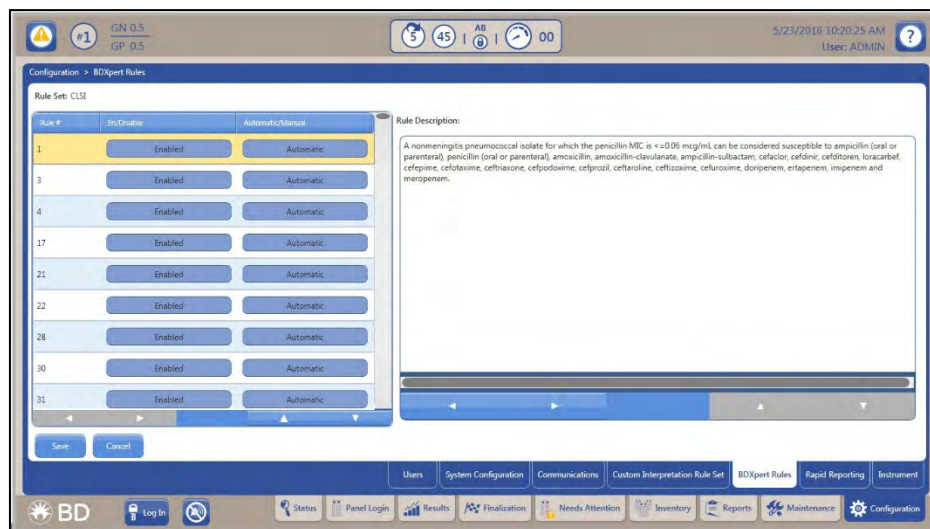 #1
GN 0.5
GP 0.5
5
45
AB
00
5/23/2016 10:20:25 AM
User: ADMIN
?
Configuration > BDXpert Rules
Rule Set: CLSI
Rule # En/Disable Automatic/Manual
1 Enabled Automatic
3 Enabled Automatic
4 Enabled Automatic
17 Enabled Automatic
21 Enabled Automatic
22 Enabled Automatic
28 Enabled Automatic
30 Enabled Automatic
31 Enabled Automatic
Rule Description:
A nonmeningitis pneumococcal isolate for which the penicillin MIC is <=0.06 mcg/mL can be considered susceptible to ampicillin (oral or
parenteral), penicillin (oral or parenteral), amoxicillin, amoxicillin-clavulanate, ampicillin-sulbactam, cefaclor, cefdinir, cefditoren, loracarbef,
cefepime, cefotaxime, ceftriaxone, cefpodoxime, cefprozil, ceftaroline, ceftizoxime, cefuroxime, doripenem, ertapenem, imipenem and
meropenem.
Save Cancel
Users System Configuration Communications Custom Interpretation Rule Set BDXpert Rules Rapid Reporting Instrument
BD Log In Status Panel Login Results Finalization Needs Attention Inventory Reports Maintenance Configuration